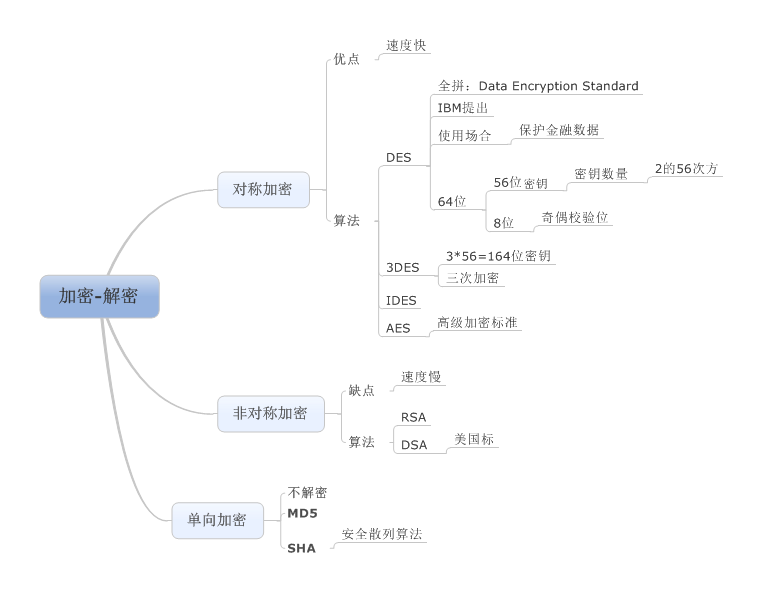 加密-解密
对称加密
优点
速度快
算法
DES
全拼：Data Encryption Standard
IBM提出
使用场合
保护金融数据
64位
56位密钥
密钥数量
2的56次方
8位
奇偶校验位
3DES
3*56=164位密钥
三次加密
IDES
AES
高级加密标准
非对称加密
缺点
速度慢
算法
RSA
DSA
美国标
单向加密
不解密
MD5
SHA
安全散列算法